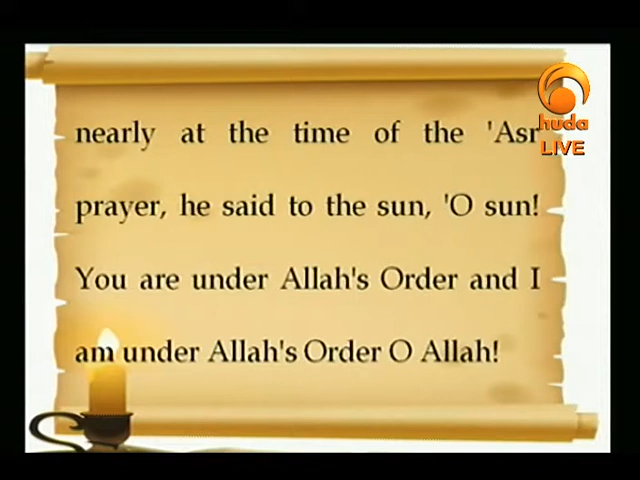 nearly at the time of the 'Asr
prayer, he said to the sun, 'O sun!
You are under Allah's Order and I
am under Allah's Order O Allah!
huda
LIVE